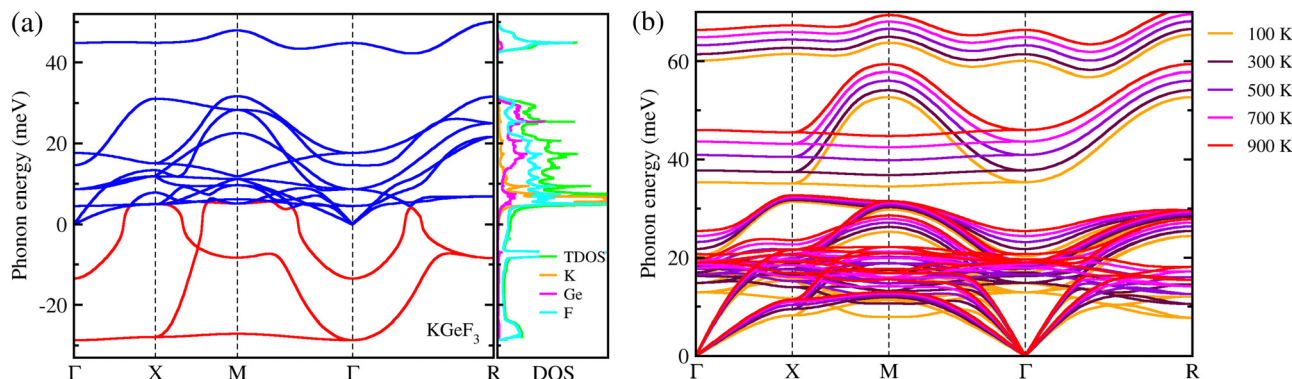 (a)
Phonon energy (meV)
40
20
0
-20
-40
Γ X M Γ R DOS
KGeF3
TDOS
K
Ge
F
(b)
Phonon energy (meV)
60
40
20
0
Γ X M Γ R
100 K
300 K
500 K
700 K
900 K